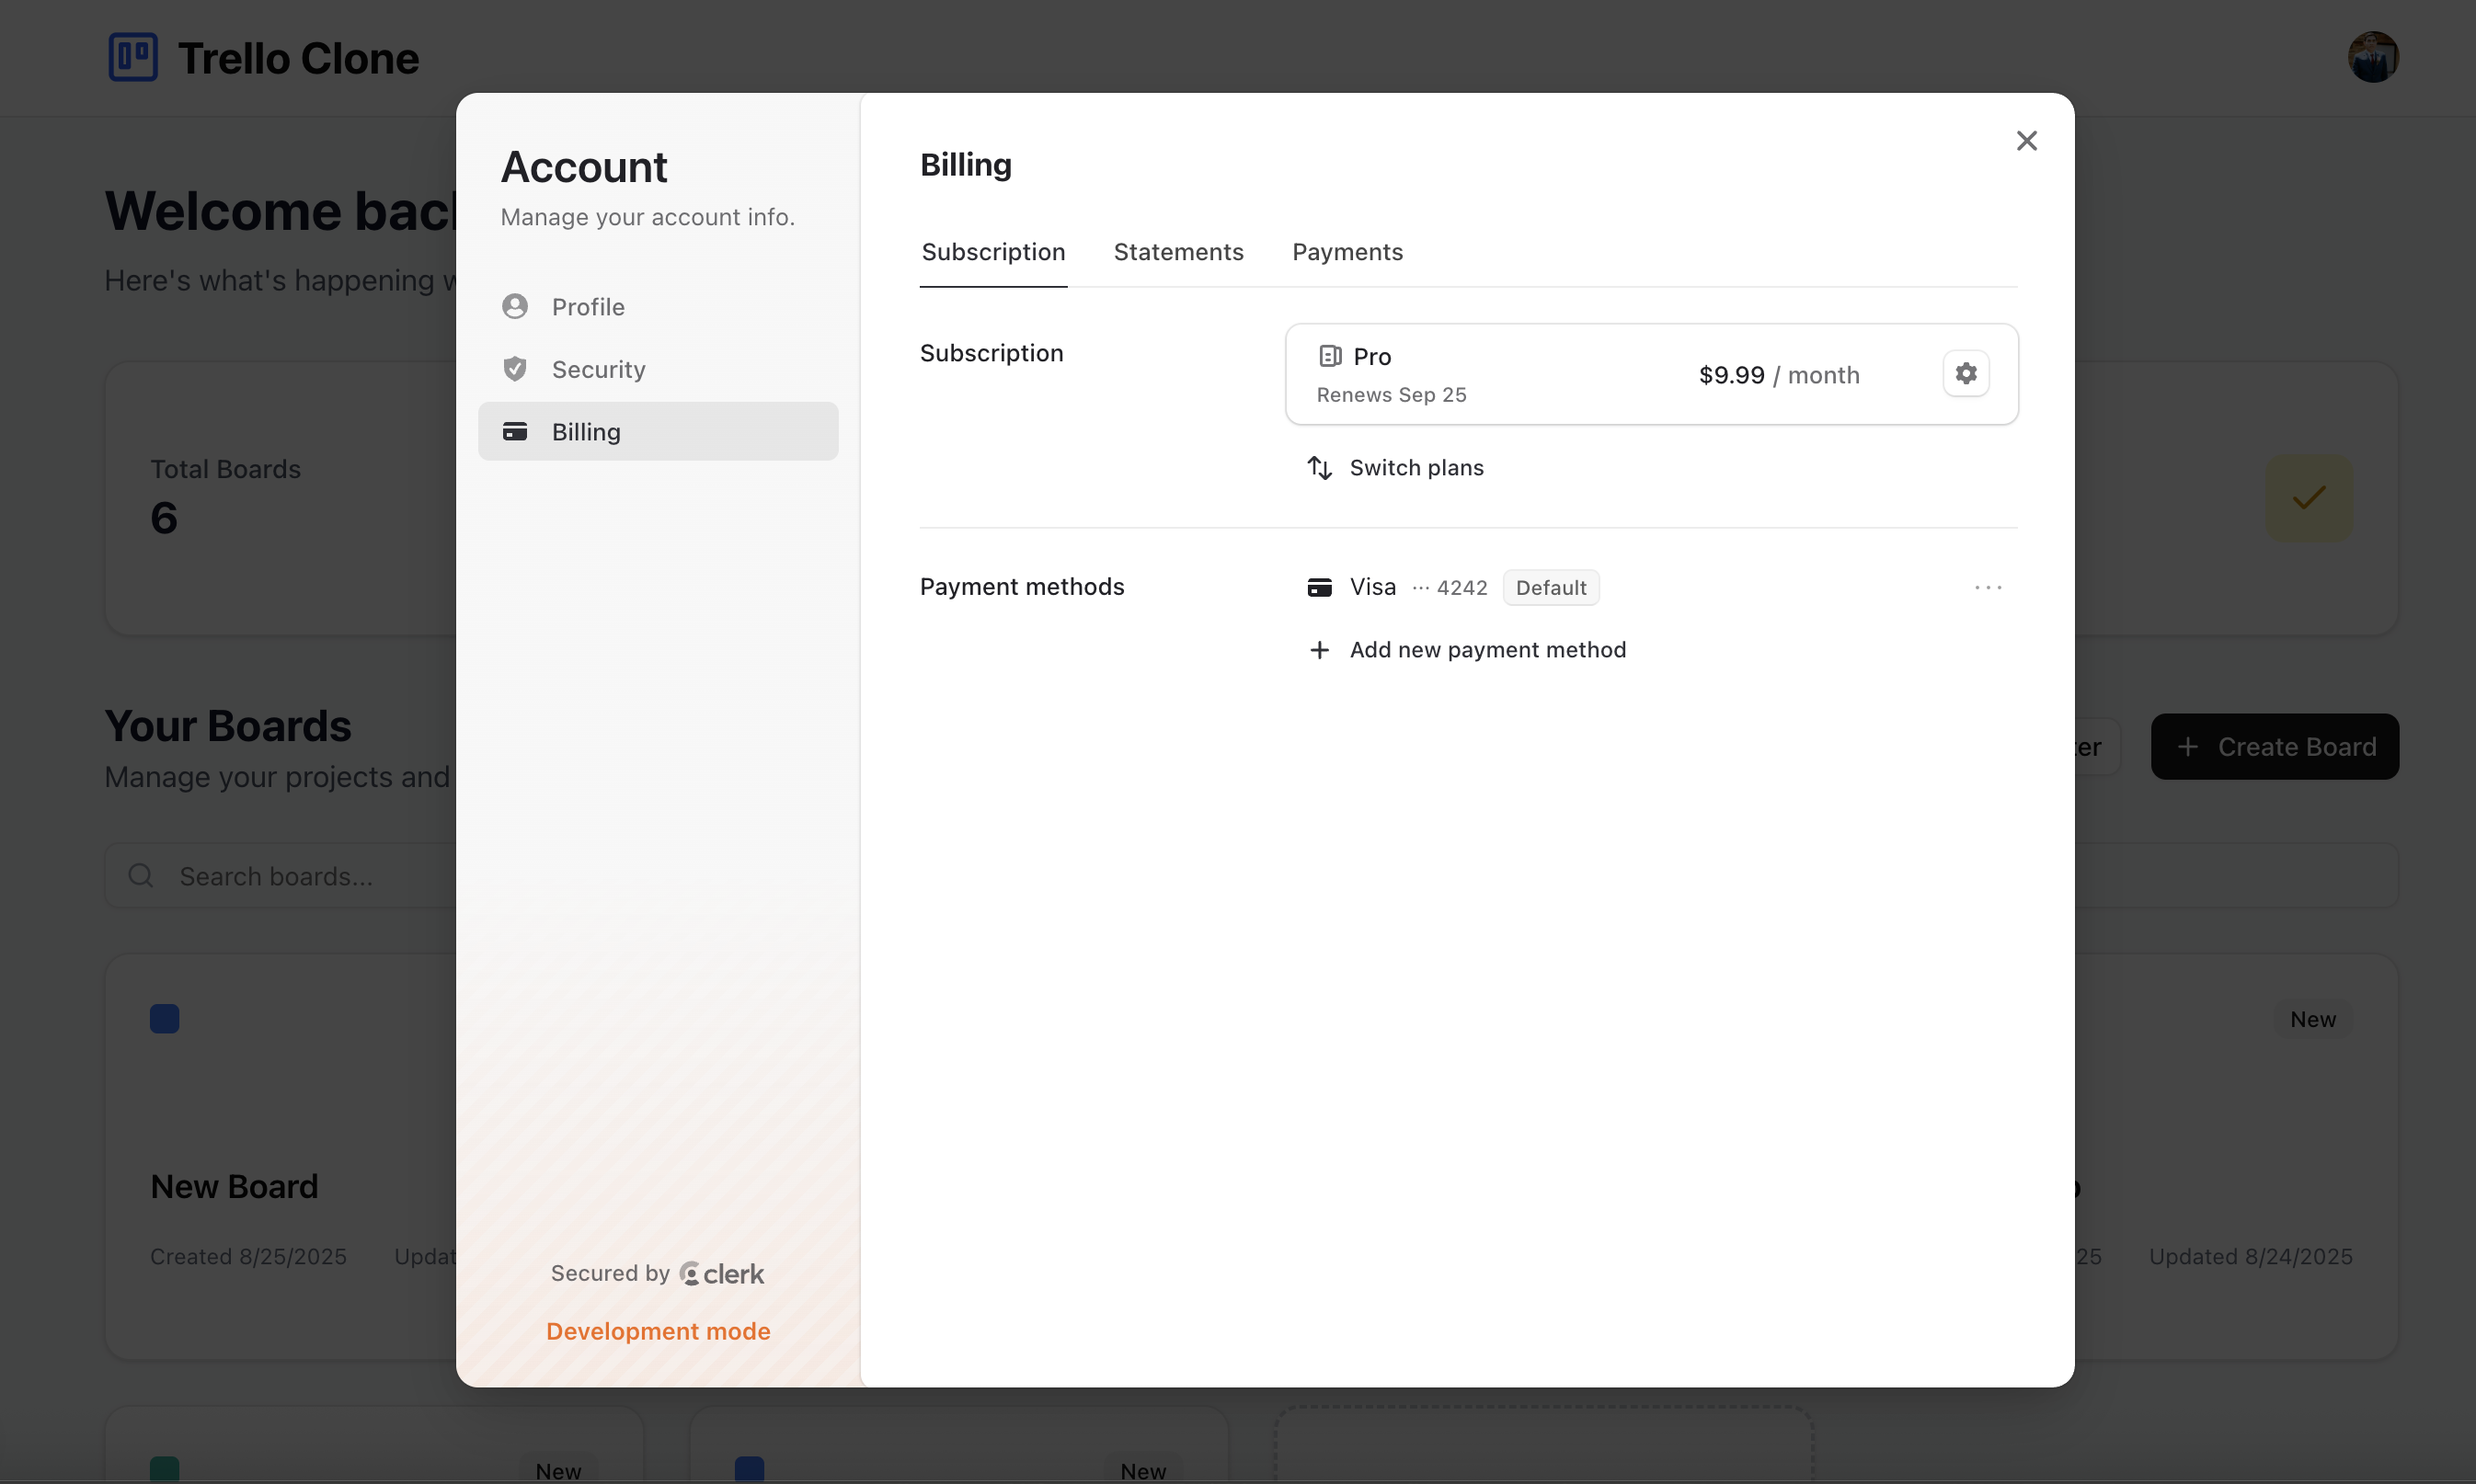 Trello Clone
Welcome bac
Here's what's happening
Total Boards
6
Your Boards
Manage your projects and
Create Board
Search boards...
New
New Board
Created 8/25/2025
Updated 8/24/2025
New
New
Account
Manage your account info.
Profile
Security
Billing
Secured by clerk
Development mode
Billing
Subscription Statements Payments
Subscription
Pro
Renews Sep 25
$9.99 / month
Switch plans
Payment methods
Visa ··· 4242 Default
Add new payment method